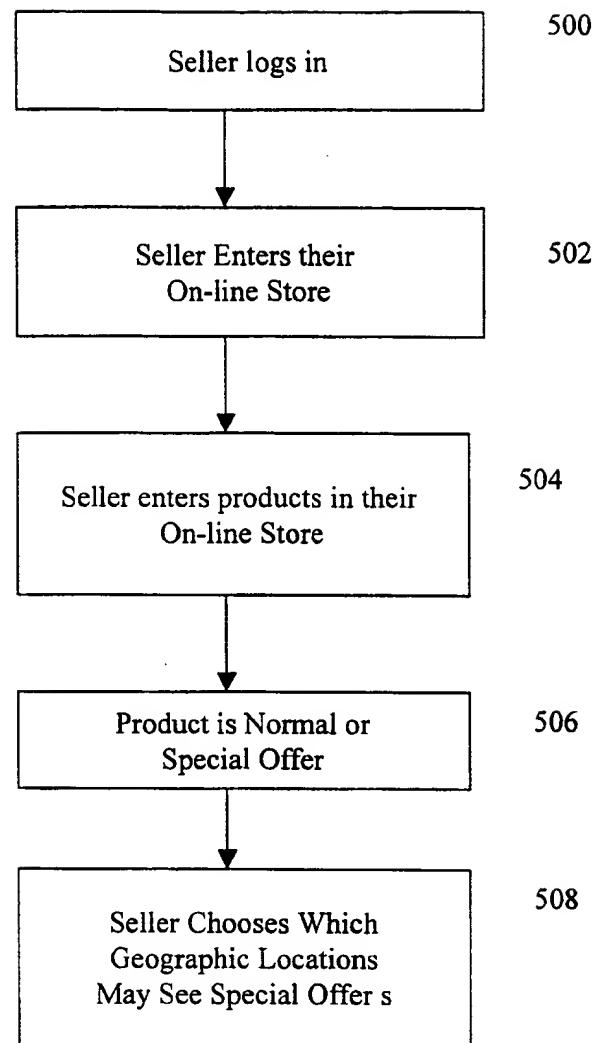 500
Seller logs in
502
Seller Enters their
On-line Store
504
Seller enters products in their
On-line Store
506
Product is Normal or
Special Offer
508
Seller Chooses Which
Geographic Locations
May See Special Offer s